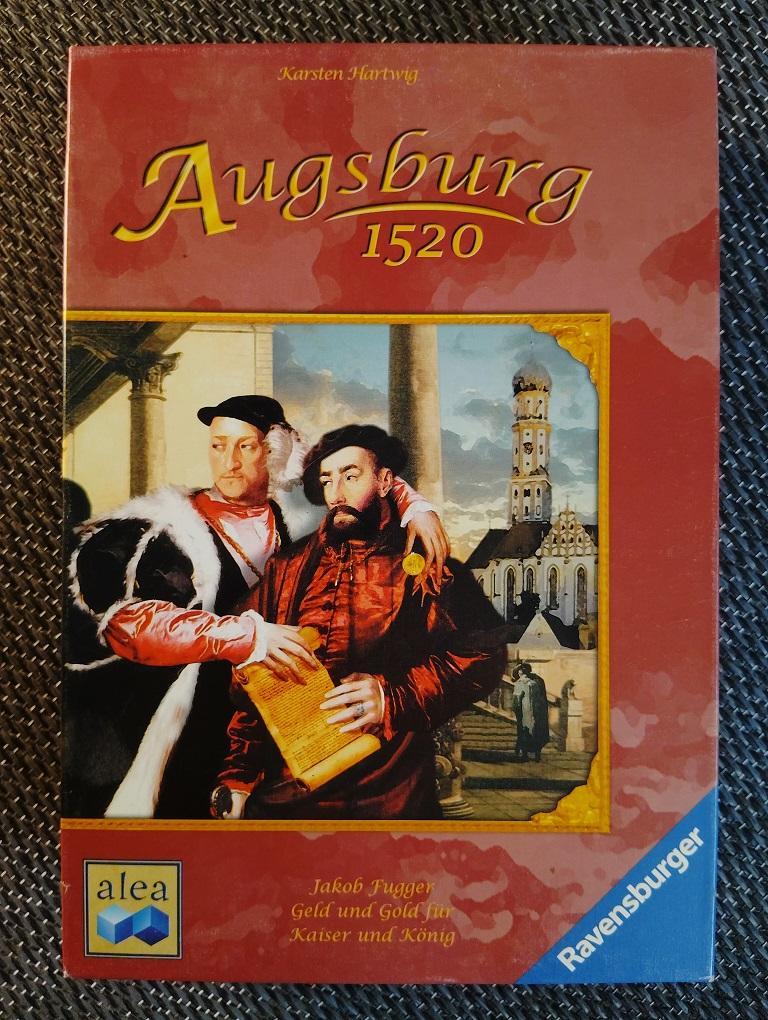 Karsten Hartwig
Augsburg
1520
alea
Jakob Fugger
Geld und Gold für
Kaiser und König
Ravensburger